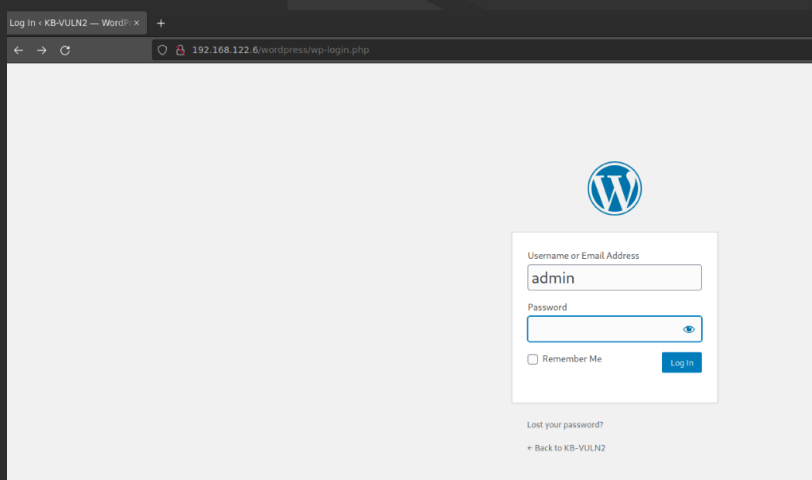 Log In ‹ KB-VULN2 — WordPr × +
192.168.122.6/wordpress/wp-login.php
Username or Email Address
admin
Password
Remember Me
Log In
Lost your password?
← Back to KB-VULN2